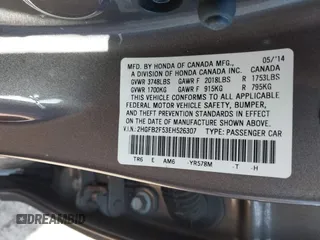 MFD. BY HONDA OF CANADA MFG., 05/'14
A DIVISION OF HONDA CANADA INC. CANADA
GVWR 3748LBS GAWR F 2018LBS R 1753LBS
GVWR 1700KG GAWR F 915KG R 795KG
THIS VEHICLE CONFORMS TO ALL APPLICABLE
FEDERAL MOTOR VEHICLE SAFETY, BUMPER,
AND THEFT PREVENTION STANDARDS IN EFFECT
ON THE DATE OF MANUFACTURE SHOWN ABOVE.
V.I.N. 2HGFB2F53EH526307 TYPE: PASSENGER CAR
TR6 E AM6 -YR578M -T -H
DREAMBID